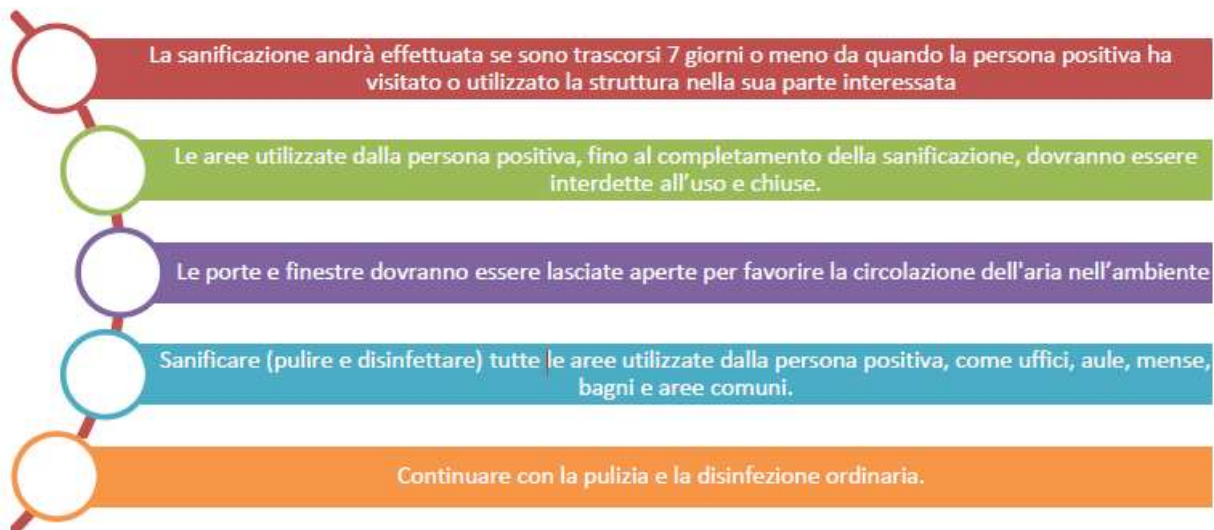 La sanificazione andrà effettuata se sono trascorsi 7 giorni o meno da quando la persona positiva ha
visitato o utilizzato la struttura nella sua parte interessata
Le aree utilizzate dalla persona positiva, fino al completamento della sanificazione, dovranno essere
interdette all’uso e chiuse.
Le porte e finestre dovranno essere lasciate aperte per favorire la circolazione dell'aria nell’ambiente
Sanificare (pulire e disinfettare) tutte le aree utilizzate dalla persona positiva, come uffici, aule, mense,
bagni e aree comuni.
Continuare con la pulizia e la disinfezione ordinaria.